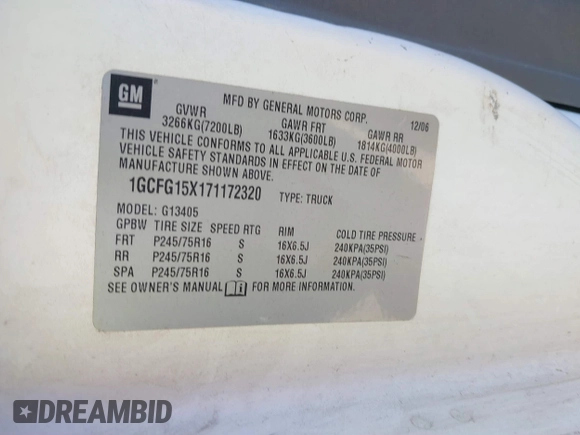 GM
MFD BY GENERAL MOTORS CORP. 12/06
GVWR GAWR FRT GAWR RR
3266KG(7200LB) 1633KG(3600LB) 1814KG(4000LB)
THIS VEHICLE CONFORMS TO ALL APPLICABLE U.S. FEDERAL MOTOR
VEHICLE SAFETY STANDARDS IN EFFECT ON THE DATE OF
MANUFACTURE SHOWN ABOVE.
1GCFG15X171172320 TYPE: TRUCK
MODEL: G13405
GPBW TIRE SIZE SPEED RTG RIM COLD TIRE PRESSURE
FRT P245/75R16 S 16X6.5J 240KPA(35PSI)
RR P245/75R16 S 16X6.5J 240KPA(35PSI)
SPA P245/75R16 S 16X6.5J 240KPA(35PSI)
SEE OWNER'S MANUAL FOR MORE INFORMATION.
DREAMBID